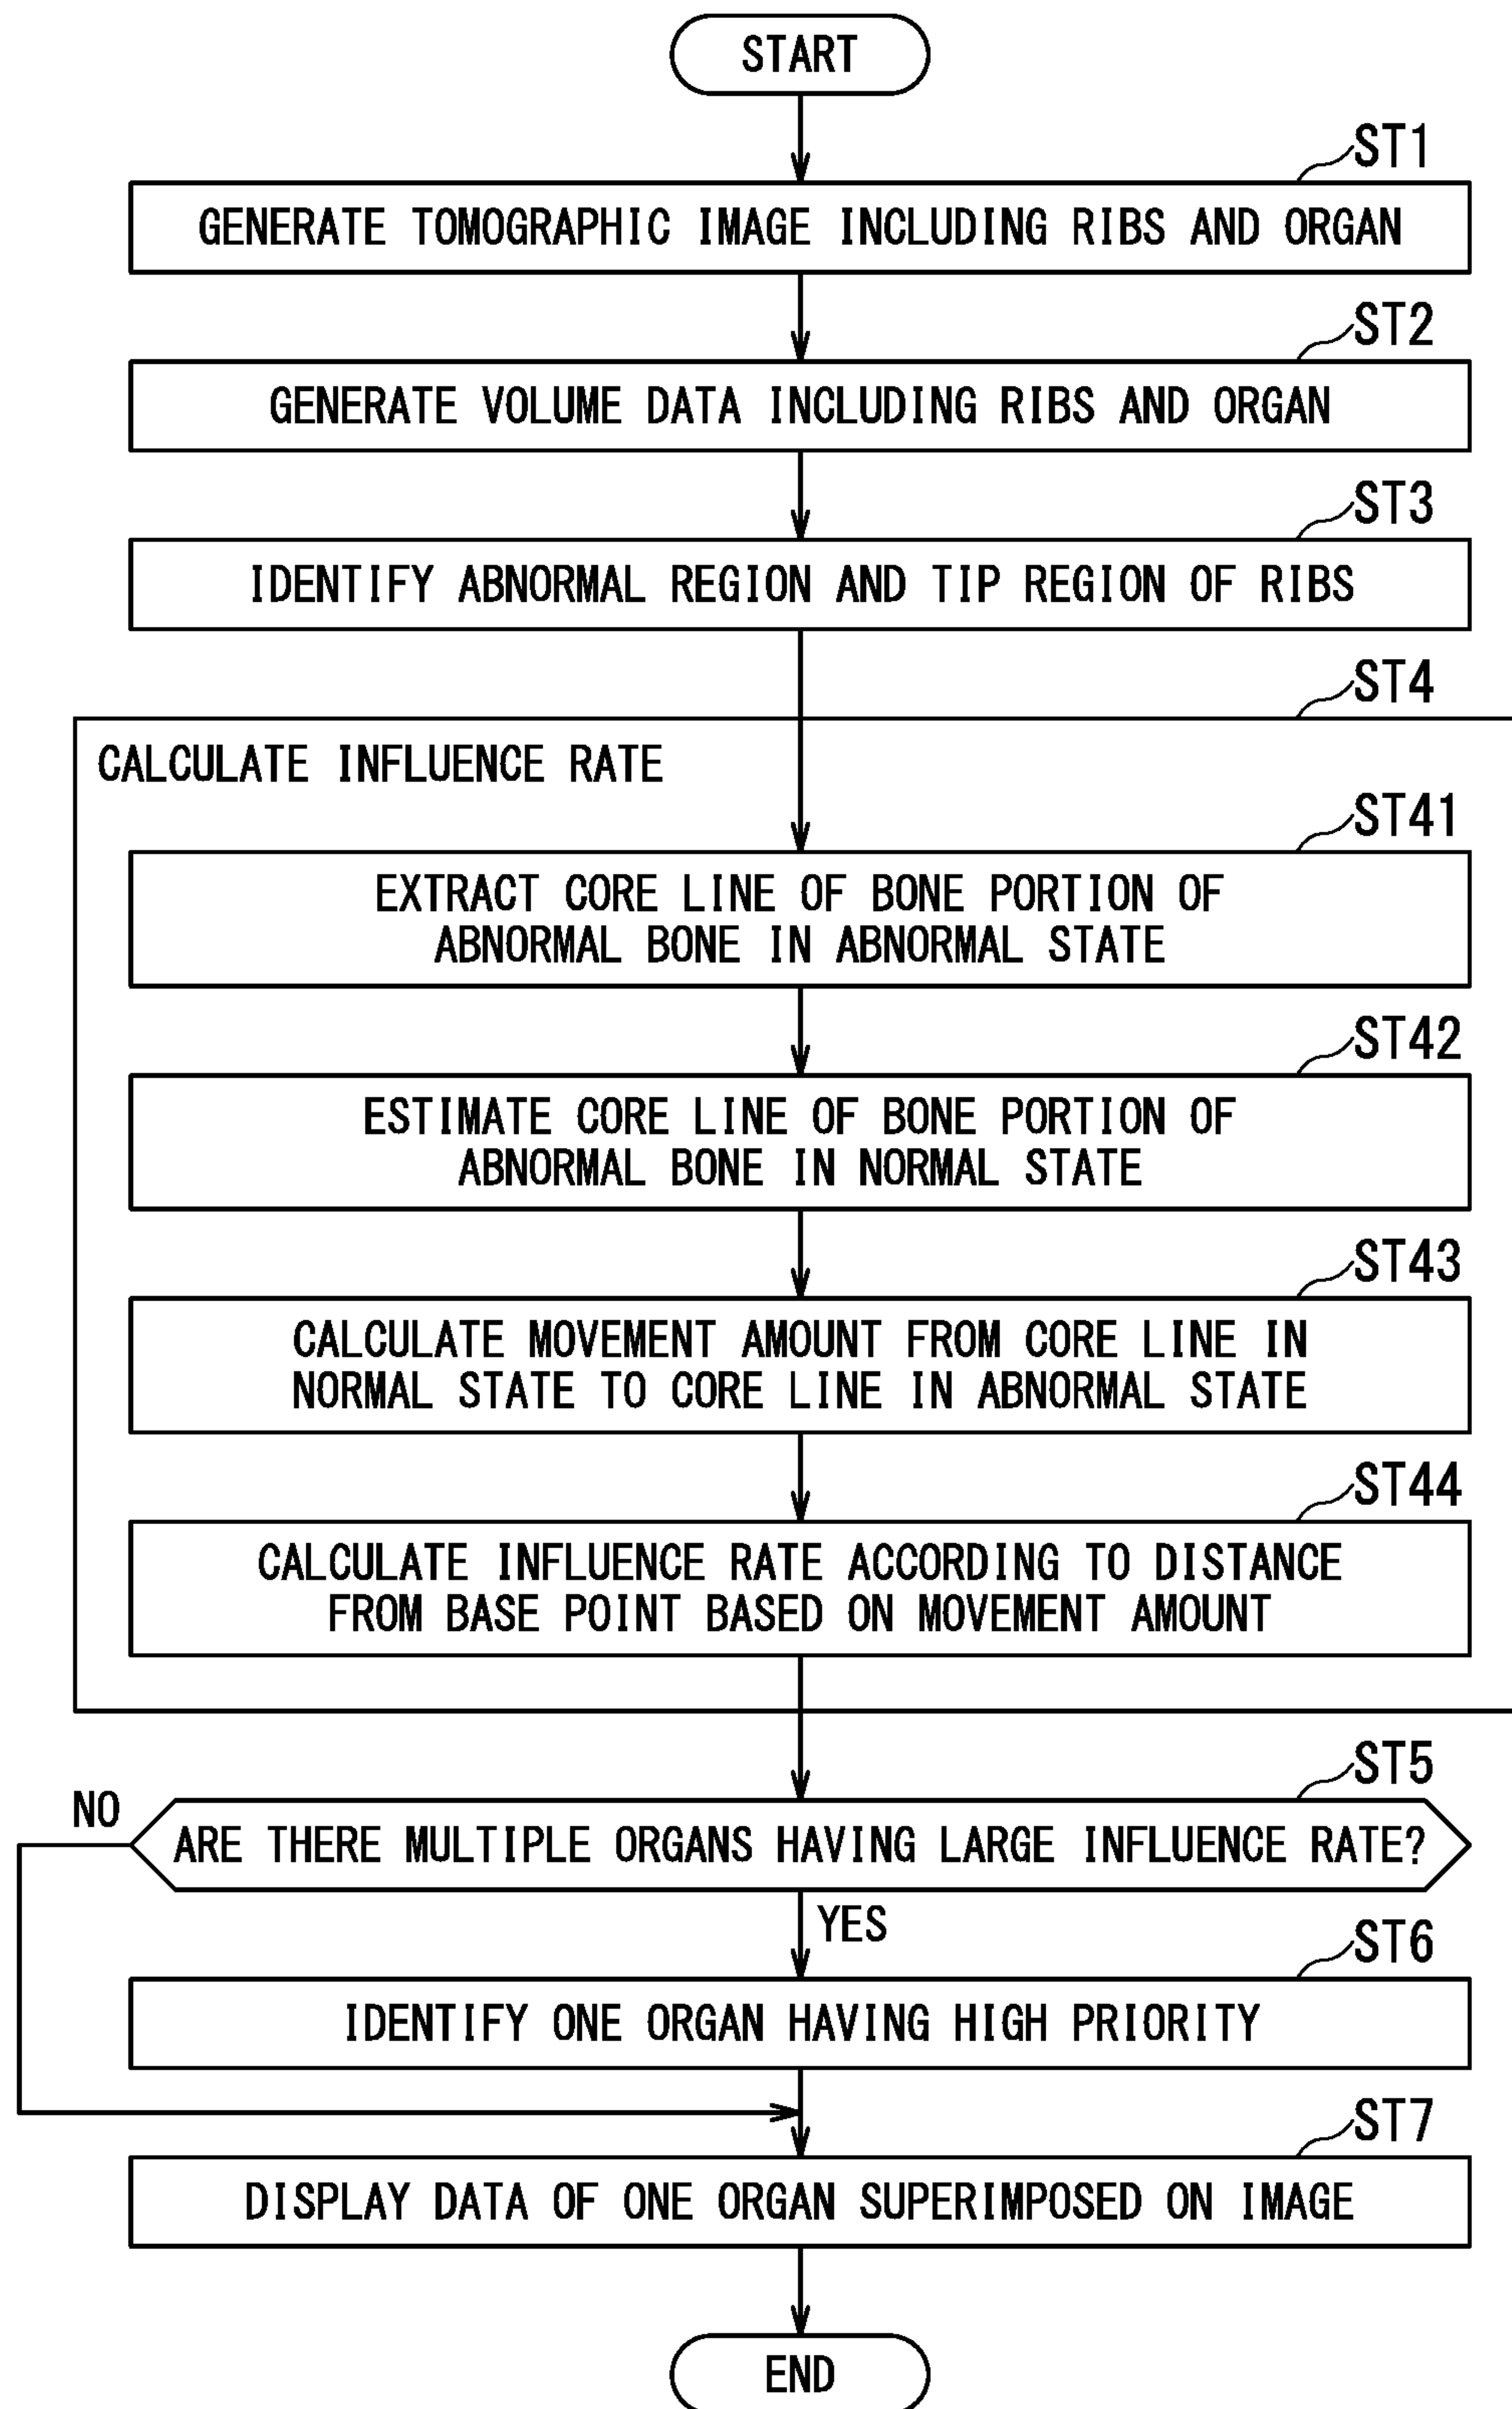 START
ST1
GENERATE TOMOGRAPHIC IMAGE INCLUDING RIBS AND ORGAN
ST2
GENERATE VOLUME DATA INCLUDING RIBS AND ORGAN
ST3
IDENTIFY ABNORMAL REGION AND TIP REGION OF RIBS
ST4
CALCULATE INFLUENCE RATE
ST41
EXTRACT CORE LINE OF BONE PORTION OF
ABNORMAL BONE IN ABNORMAL STATE
ST42
ESTIMATE CORE LINE OF BONE PORTION OF
ABNORMAL BONE IN NORMAL STATE
ST43
CALCULATE MOVEMENT AMOUNT FROM CORE LINE IN
NORMAL STATE TO CORE LINE IN ABNORMAL STATE
ST44
CALCULATE INFLUENCE RATE ACCORDING TO DISTANCE
FROM BASE POINT BASED ON MOVEMENT AMOUNT
ST5
NO
ARE THERE MULTIPLE ORGANS HAVING LARGE INFLUENCE RATE?
YES
ST6
IDENTIFY ONE ORGAN HAVING HIGH PRIORITY
ST7
DISPLAY DATA OF ONE ORGAN SUPERIMPOSED ON IMAGE
END